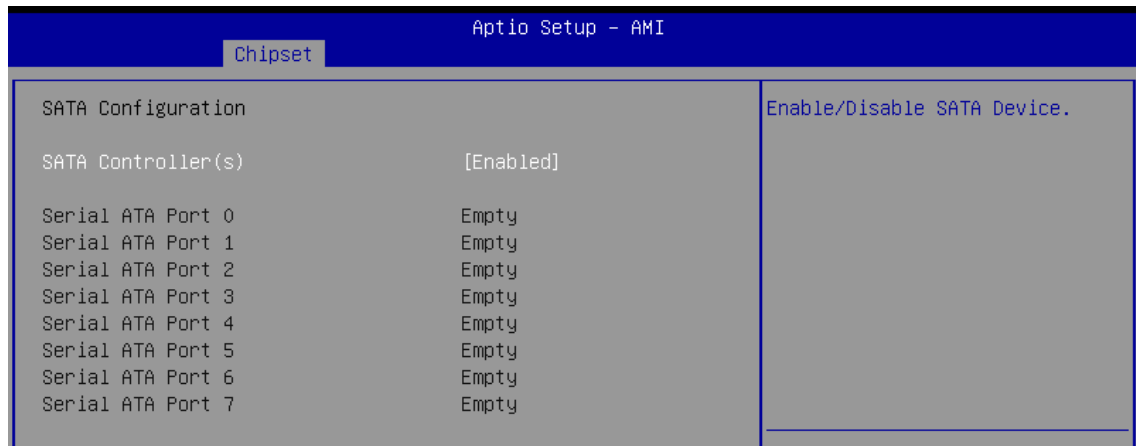 Aptio Setup – AMI
Chipset
SATA Configuration
Enable/Disable SATA Device.
SATA Controller(s) [Enabled]
Serial ATA Port 0 Empty
Serial ATA Port 1 Empty
Serial ATA Port 2 Empty
Serial ATA Port 3 Empty
Serial ATA Port 4 Empty
Serial ATA Port 5 Empty
Serial ATA Port 6 Empty
Serial ATA Port 7 Empty